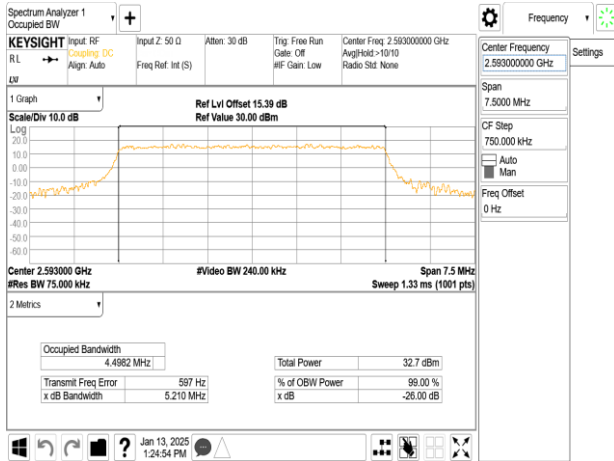 Spectrum Analyzer 1
Occupied BW
KEYSIGHT
RL
LXI
Input: RF
Coupling: DC
Align: Auto
Input Z: 50 Ω
Freq Ref: Int (S)
Atten: 30 dB
Trig: Free Run
Gate: Off
#IF Gain: Low
Center Freq: 2.593000000 GHz
Avg|Hold:>10/10
Radio Std: None
1 Graph
Scale/Div 10.0 dB
Ref Lvl Offset 15.39 dB
Ref Value 30.00 dBm
Log
20.0
10.0
0.00
-10.0
-20.0
-30.0
-40.0
-50.0
-60.0
Center 2.593000 GHz
#Video BW 240.00 kHz
Span 7.5 MHz
#Res BW 75.000 kHz
Sweep 1.33 ms (1001 pts)
2 Metrics
Occupied Bandwidth
4.4982 MHz
Total Power 32.7 dBm
Transmit Freq Error 597 Hz
% of OBW Power 99.00 %
x dB Bandwidth 5.210 MHz
x dB -26.00 dB
Jan 13, 2025
1:24:54 PM
Frequency
Settings
Center Frequency
2.593000000 GHz
Span
7.5000 MHz
CF Step
750.000 kHz
Auto
Man
Freq Offset
0 Hz